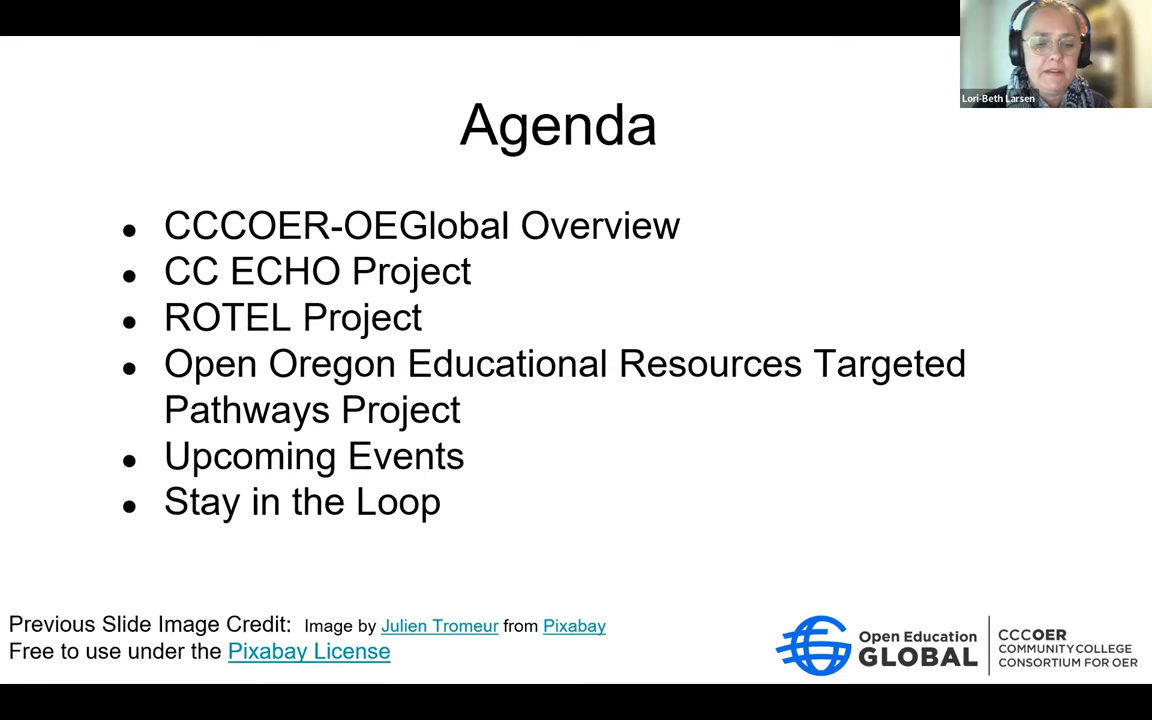 Lori-Beth Larsen
Agenda
● CCCOER-OEGlobal Overview
● CC ECHO Project
● ROTEL Project
● Open Oregon Educational Resources Targeted
Pathways Project
● Upcoming Events
● Stay in the Loop
Previous Slide Image Credit: Image by Julien Tromeur from Pixabay
Free to use under the Pixabay License
Open Education
GLOBAL
CCCOER
COMMUNITY COLLEGE
CONSORTIUM FOR OER